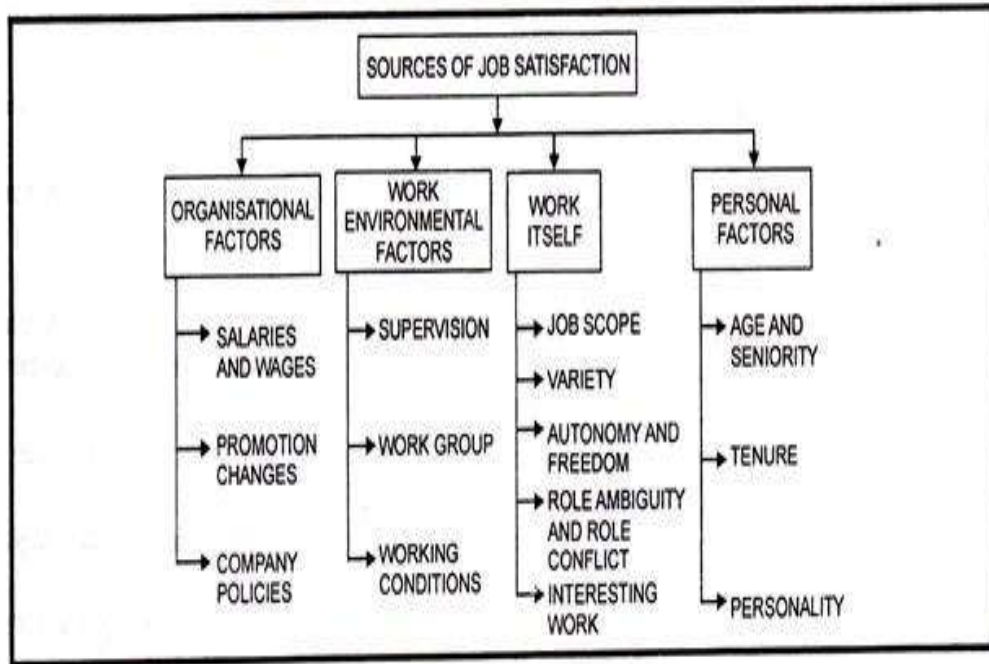 SOURCES OF JOB SATISFACTION
ORGANISATIONAL
FACTORS
WORK
ENVIRONMENTAL
FACTORS
WORK
ITSELF
PERSONAL
FACTORS
SALARIES
AND WAGES
PROMOTION
CHANGES
COMPANY
POLICIES
SUPERVISION
WORK GROUP
WORKING
CONDITIONS
JOB SCOPE
VARIETY
AUTONOMY AND
FREEDOM
ROLE AMBIGUITY
AND ROLE
CONFLICT
INTERESTING
WORK
AGE AND
SENIORITY
TENURE
PERSONALITY